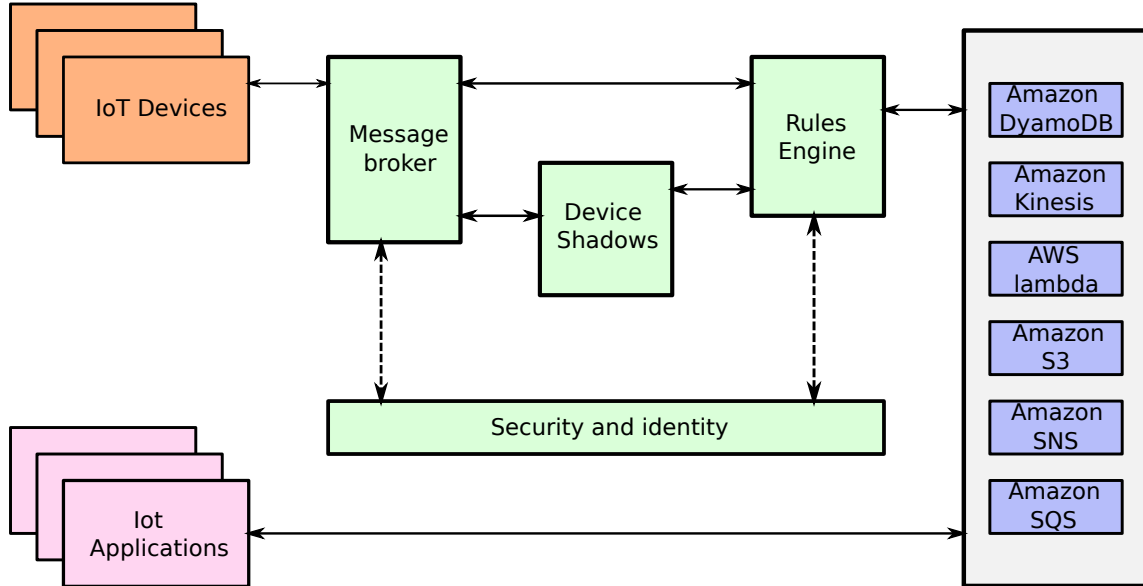 IoT Devices
Message
broker
Rules
Engine
Device
Shadows
Security and identity
Iot
Applications
Amazon
DyamoDB
Amazon
Kinesis
AWS
lambda
Amazon
S3
Amazon
SNS
Amazon
SQS